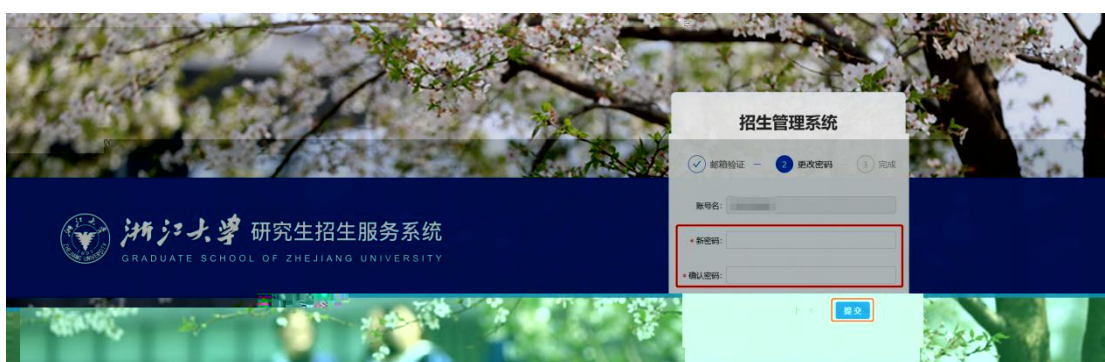 招生管理系统
邮箱验证
2 更改密码
3 完成
账号名:
浙江大学 研究生招生服务系统
GRADUATE SCHOOL OF ZHEJIANG UNIVERSITY
* 新密码:
* 确认密码:
提交